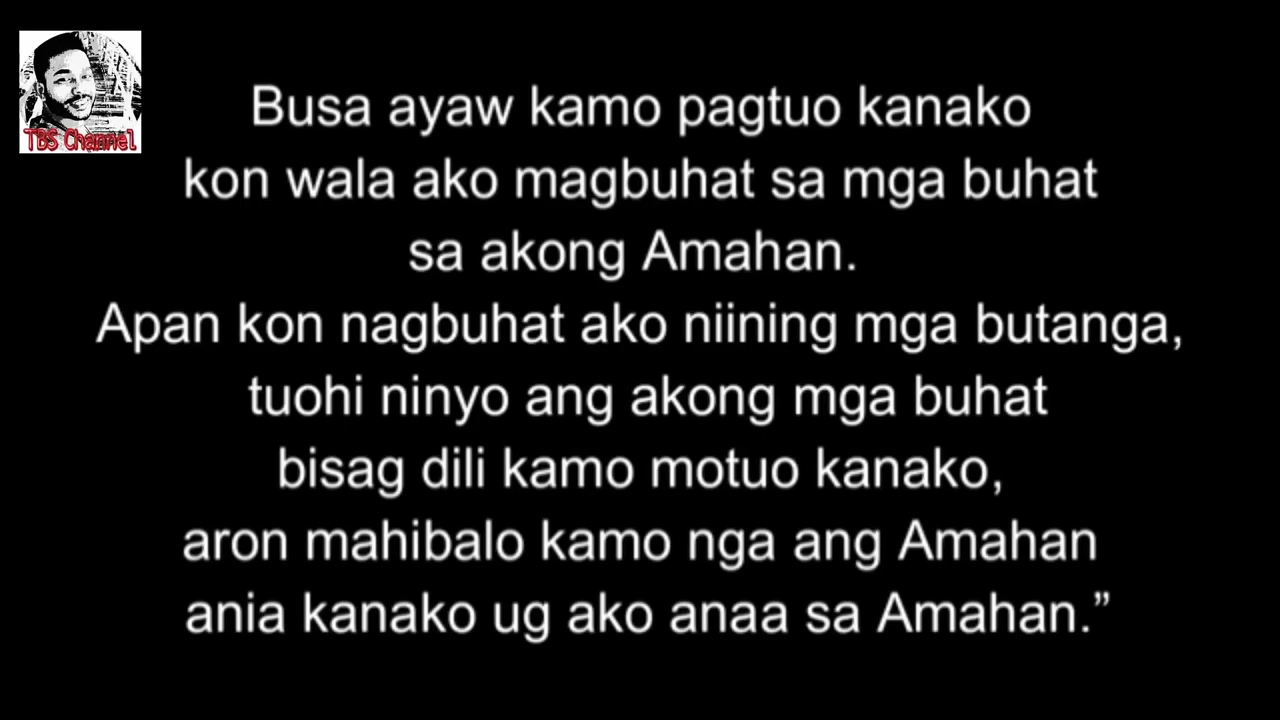 TBS Channel
Busa ayaw kamo pagtuo kanako
kon wala ako magbuhat sa mga buhat
sa akong Amahan.
Apan kon nagbuhat ako niining mga butanga,
tuohi ninyo ang akong mga buhat
bisag dili kamo motuo kanako,
aron mahibalo kamo nga ang Amahan
ania kanako ug ako anaa sa Amahan.”